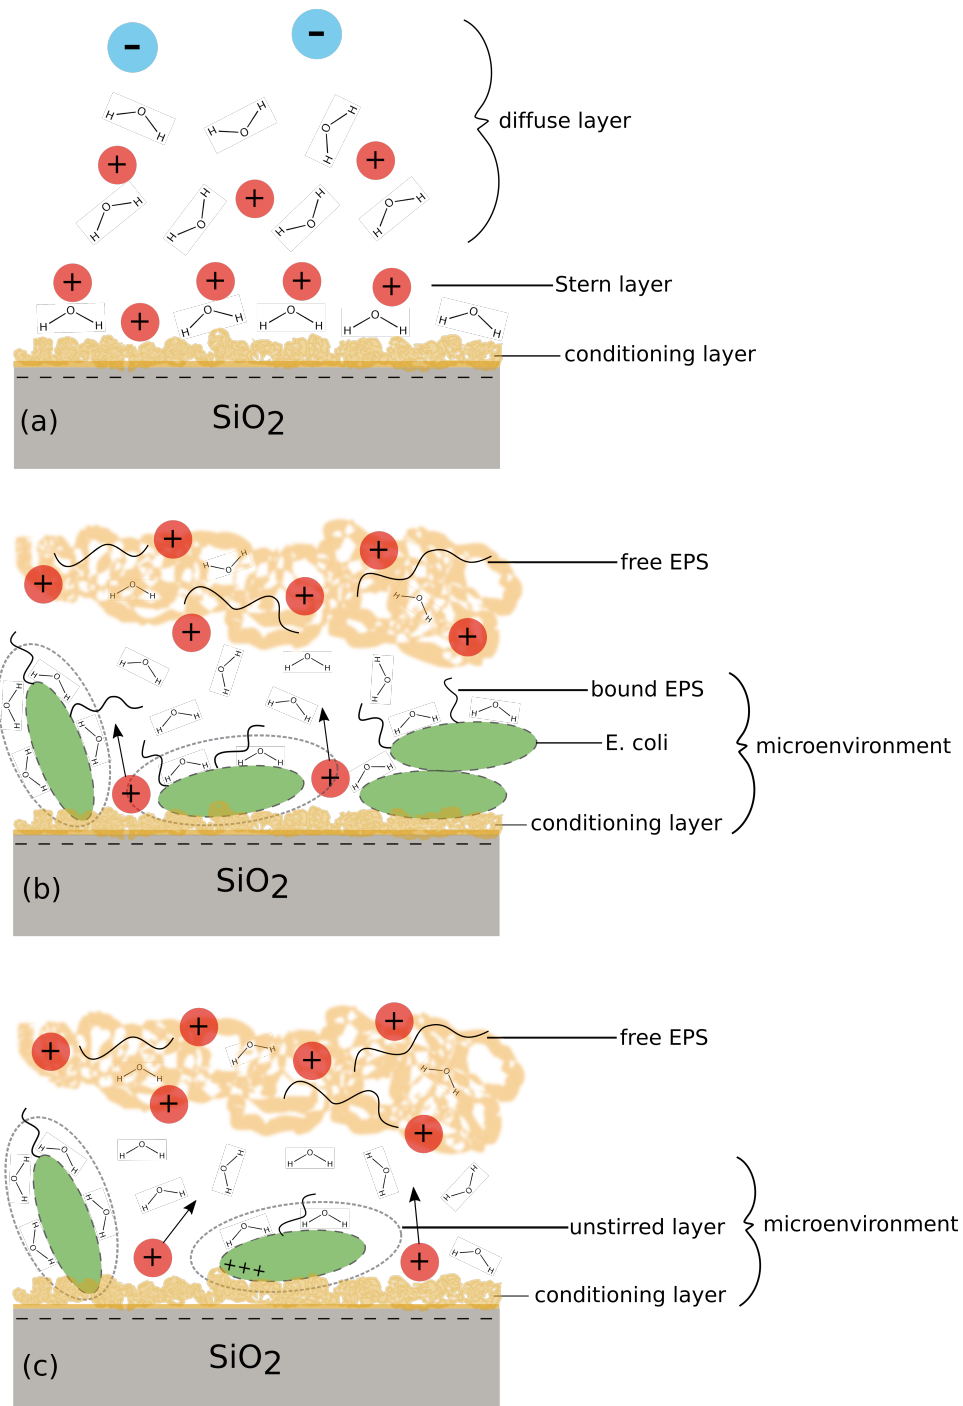 - -
H O H H O H H O H
+ + +
H O H H O H H O H H O H
diffuse layer
+ + + + +
Stern layer
H O H H O H H O H H O H H O H
conditioning layer
SiO2
(a)
+ + + + + +
free EPS
H O H H O H H O H
H O H H O H H O H H O H
bound EPS
H O H H O H H O H H O H H O H
E. coli
microenvironment
H O H H O H H O H H O H H O H H O H
+ +
conditioning layer
SiO2
(b)
+ + + + + +
free EPS
H O H H O H H O H
H O H H O H H O H H O H H O H H O H
H O H H O H H O H H O H
unstirred layer
microenvironment
H O H H O H H O H H O H
+ + + + +
conditioning layer
SiO2
(c)